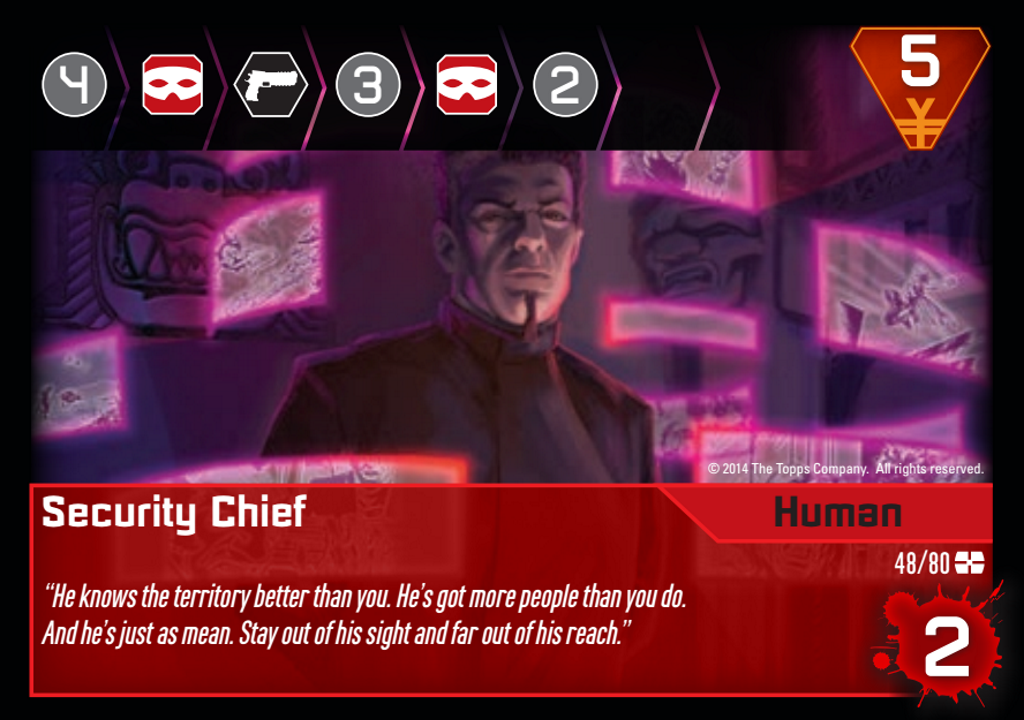 4 3 2
5
¥
© 2014 The Topps Company. All rights reserved.
Security Chief
Human
48/80
“He knows the territory better than you. He’s got more people than you do.
And he’s just as mean. Stay out of his sight and far out of his reach.”
2